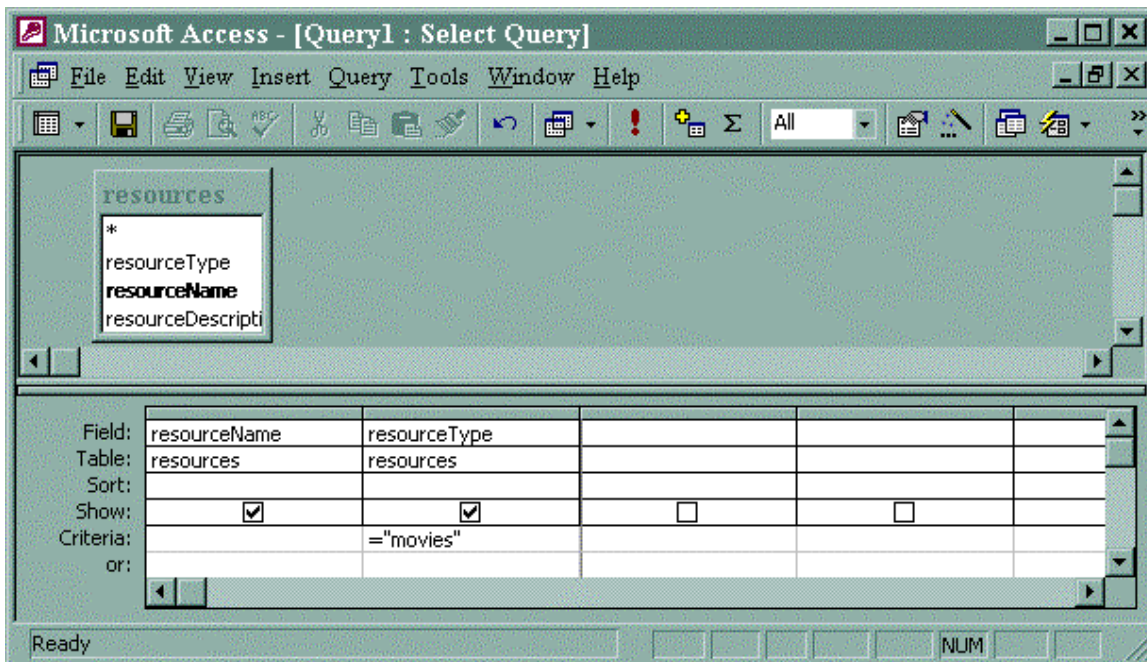 Microsoft Access - [Query1 : Select Query]
File Edit View Insert Query Tools Window Help
ABC Σ All
resources
*
resourceType
resourceName
resourceDescripti
Field: resourceName resourceType
Table: resources resources
Sort:
Show:
Criteria: ="movies"
or:
Ready NUM